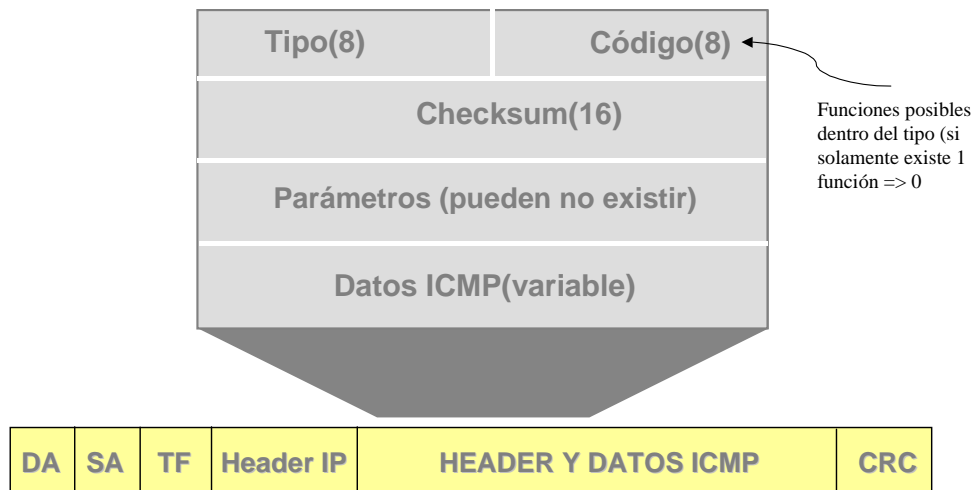 Tipo(8)
Código(8)
Checksum(16)
Parámetros (pueden no existir)
Datos ICMP(variable)
Funciones posibles
dentro del tipo (si
solamente existe 1
función => 0
DA
SA
TF
Header IP
HEADER Y DATOS ICMP
CRC